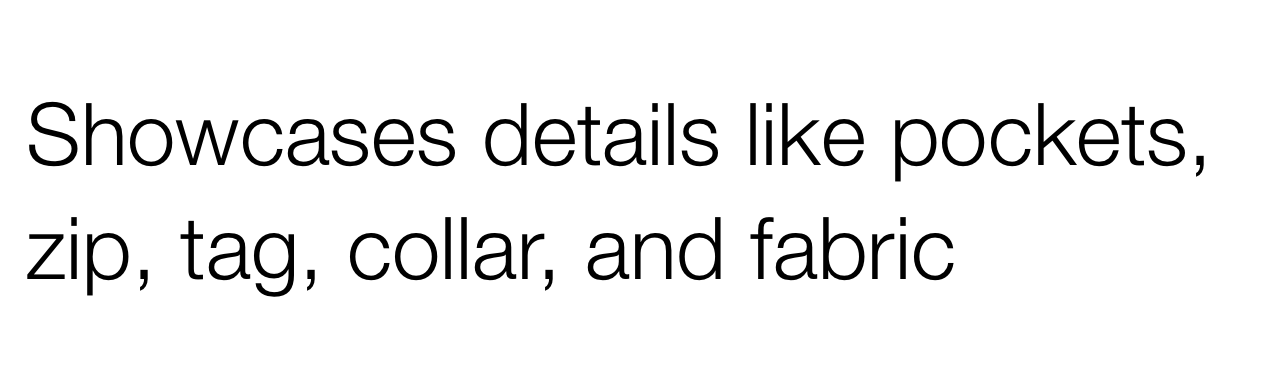 Showcases details like pockets,
zip, tag, collar, and fabric